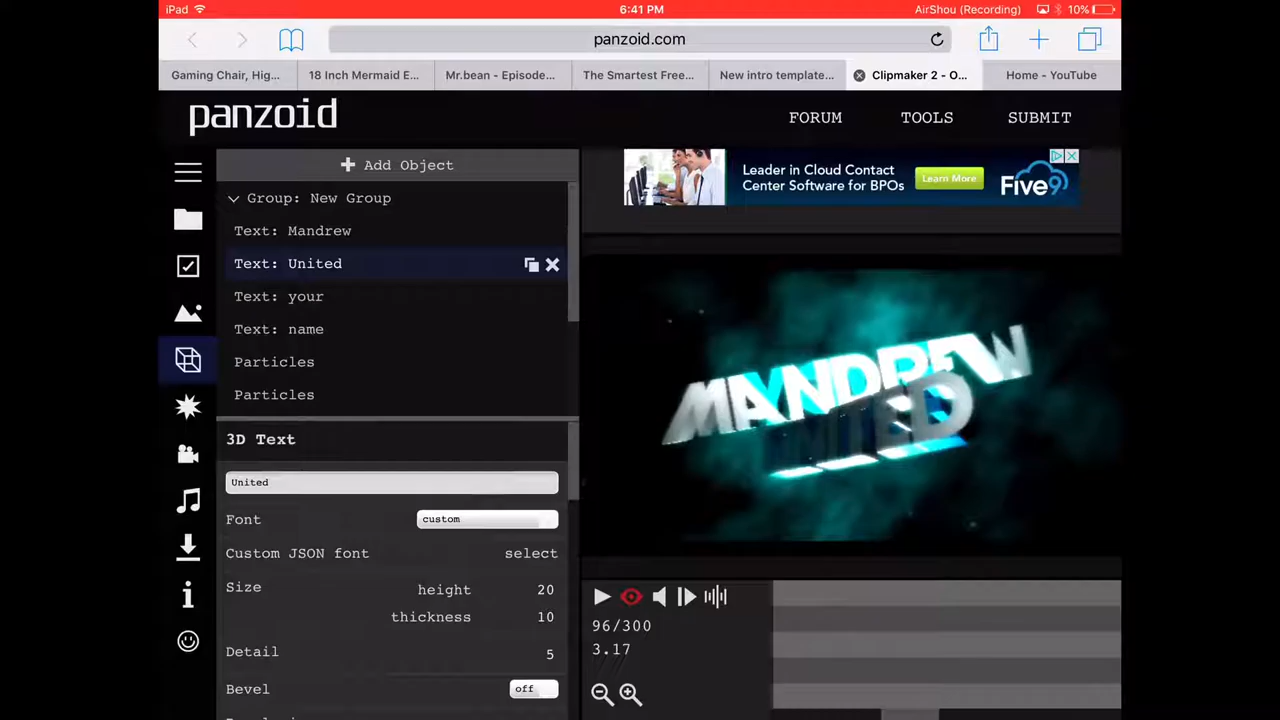 iPad 6:41 PM AirShou (Recording) 10%
panzoid.com
Gaming Chair, Hig... 18 Inch Mermaid E... Mr.bean - Episode... The Smartest Free... New intro template... Clipmaker 2 - O... Home - YouTube
panzoid FORUM TOOLS SUBMIT
Add Object
Leader in Cloud Contact
Center Software for BPOs
Learn More
Five9
Group: New Group
Text: Mandrew
Text: United
Text: your
Text: name
Particles
Particles
MANDREW
UNITED
3D Text
United
Font custom
Custom JSON font select
Size height 20
thickness 10
Detail 5
Bevel off
96/300
3.17